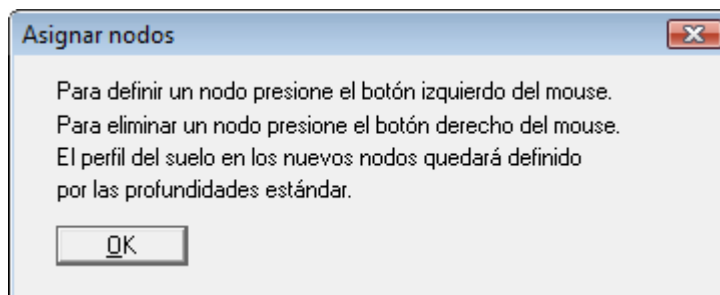 Asignar nodos
Para definir un nodo presione el botón izquierdo del mouse.
Para eliminar un nodo presione el botón derecho del mouse.
El perfil del suelo en los nuevos nodos quedará definido
por las profundidades estándar.
OK